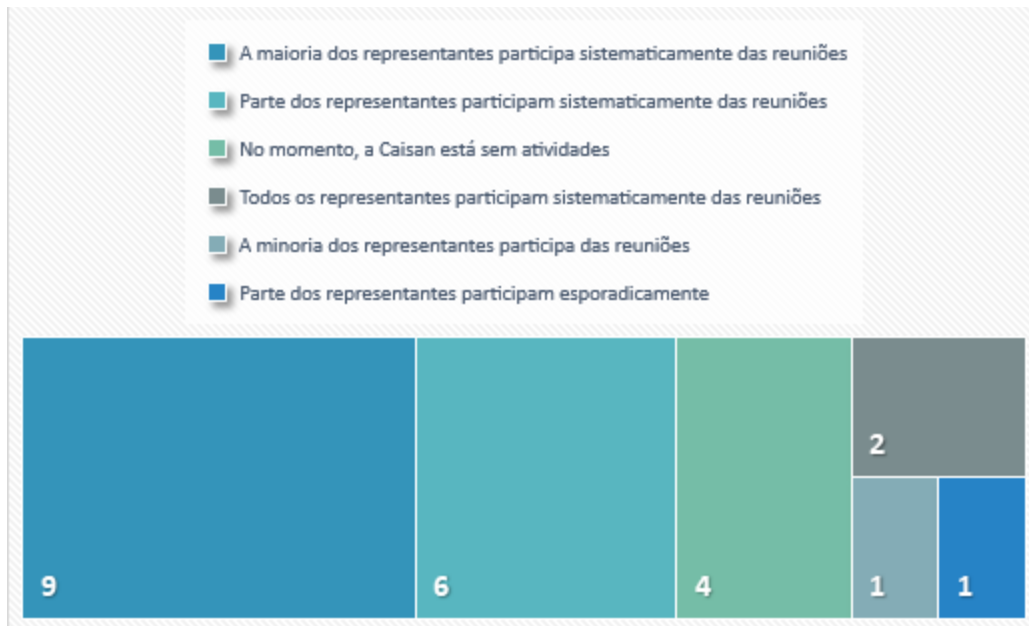 A maioria dos representantes participa sistematicamente das reuniões
Parte dos representantes participam sistematicamente das reuniões
No momento, a Caisan está sem atividades
Todos os representantes participam sistematicamente das reuniões
A minoria dos representantes participa das reuniões
Parte dos representantes participam esporadicamente
2
9 6 4 1 1